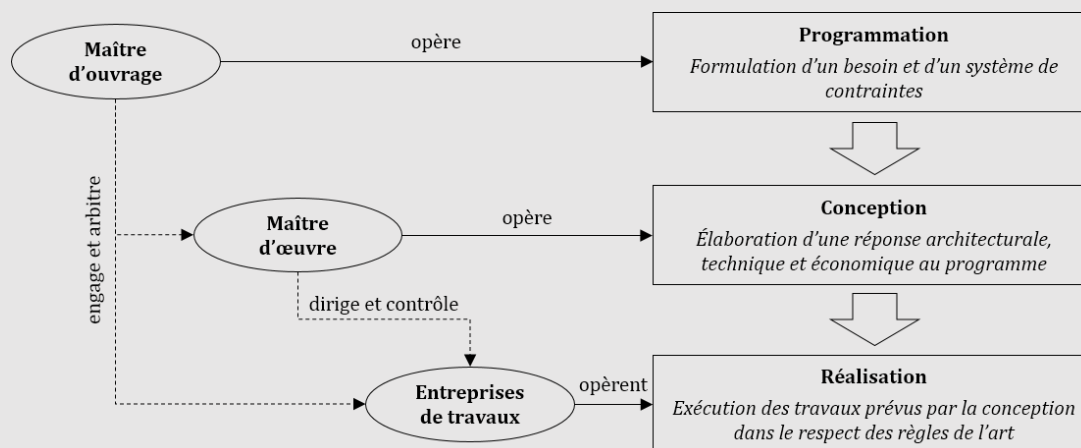 Maître
d’ouvrage
opère
Programmation
Formulation d’un besoin et d’un système de
contraintes
engage et arbitre
Maître
d’œuvre
opère
Conception
Élaboration d’une réponse architecturale,
technique et économique au programme
dirige et contrôle
Entreprises
de travaux
opèrent
Réalisation
Exécution des travaux prévus par la conception
dans le respect des règles de l’art